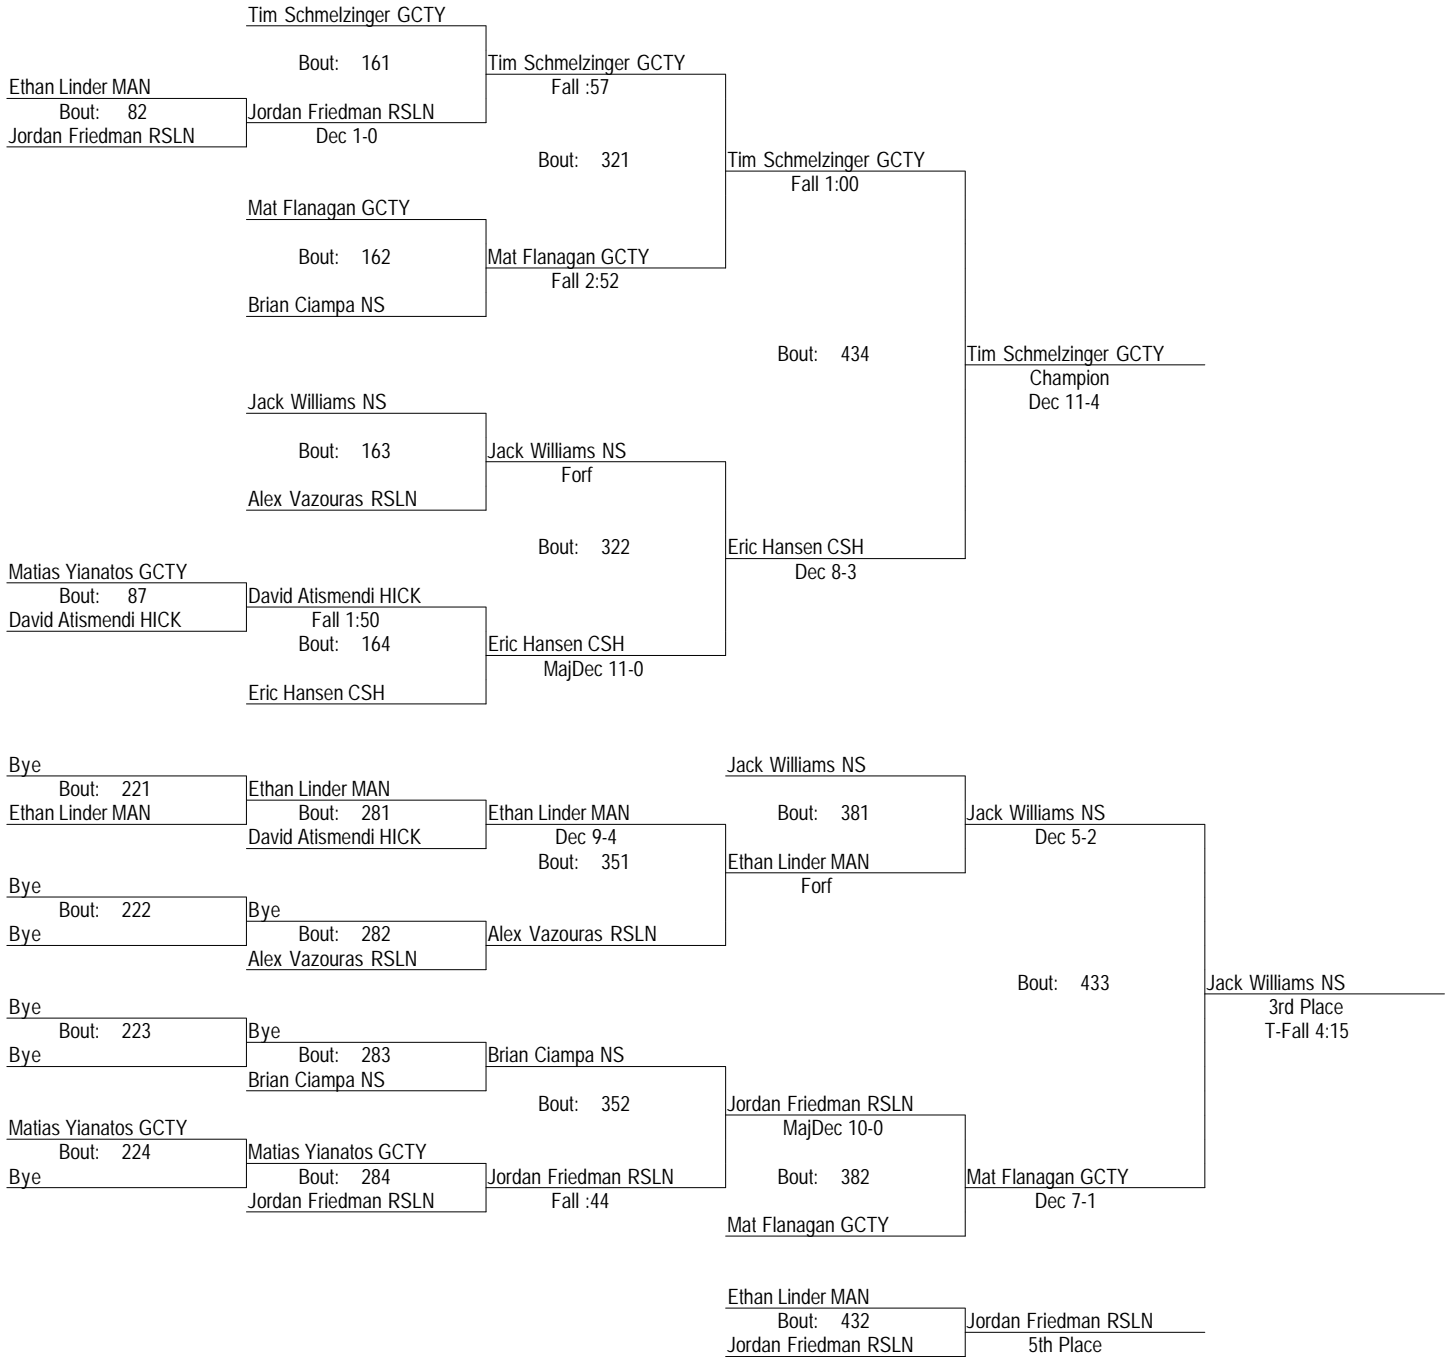 Tim Schmelzinger GCTY
Bout: 161
Tim Schmelzinger GCTY
Fall :57
Ethan Linder MAN
Bout: 82
Jordan Friedman RSLN
Jordan Friedman RSLN
Dec 1-0
Bout: 321
Tim Schmelzinger GCTY
Fall 1:00
Mat Flanagan GCTY
Bout: 162
Mat Flanagan GCTY
Fall 2:52
Brian Ciampa NS
Bout: 434
Tim Schmelzinger GCTY
Champion
Dec 11-4
Jack Williams NS
Bout: 163
Jack Williams NS
Forf
Alex Vazouras RSLN
Bout: 322
Eric Hansen CSH
Dec 8-3
Matias Yianatos GCTY
Bout: 87
David Atismendi HICK
David Atismendi HICK
Fall 1:50
Bout: 164
Eric Hansen CSH
MajDec 11-0
Eric Hansen CSH
Bye
Bout: 221
Ethan Linder MAN
Ethan Linder MAN
Bout: 281
David Atismendi HICK
Ethan Linder MAN
Dec 9-4
Bout: 351
Jack Williams NS
Bout: 381
Ethan Linder MAN
Forf
Jack Williams NS
Dec 5-2
Bye
Bout: 222
Bye
Bye
Bout: 282
Alex Vazouras RSLN
Alex Vazouras RSLN
Bout: 433
Jack Williams NS
3rd Place
T-Fall 4:15
Bye
Bout: 223
Bye
Bye
Bout: 283
Brian Ciampa NS
Brian Ciampa NS
Bout: 352
Jordan Friedman RSLN
MajDec 10-0
Bout: 382
Mat Flanagan GCTY
Mat Flanagan GCTY
Dec 7-1
Matias Yianatos GCTY
Bout: 224
Bye
Matias Yianatos GCTY
Bout: 284
Jordan Friedman RSLN
Jordan Friedman RSLN
Fall :44
Ethan Linder MAN
Bout: 432
Jordan Friedman RSLN
Jordan Friedman RSLN
5th Place